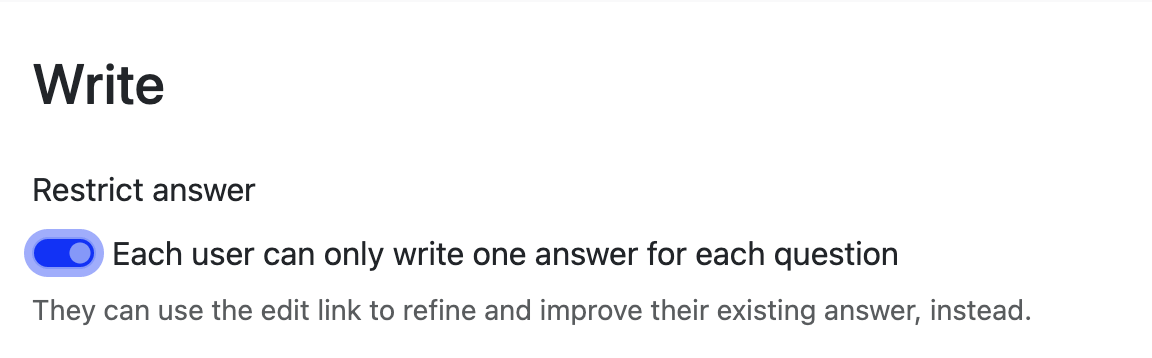 Write
Restrict answer
Each user can only write one answer for each question
They can use the edit link to refine and improve their existing answer, instead.